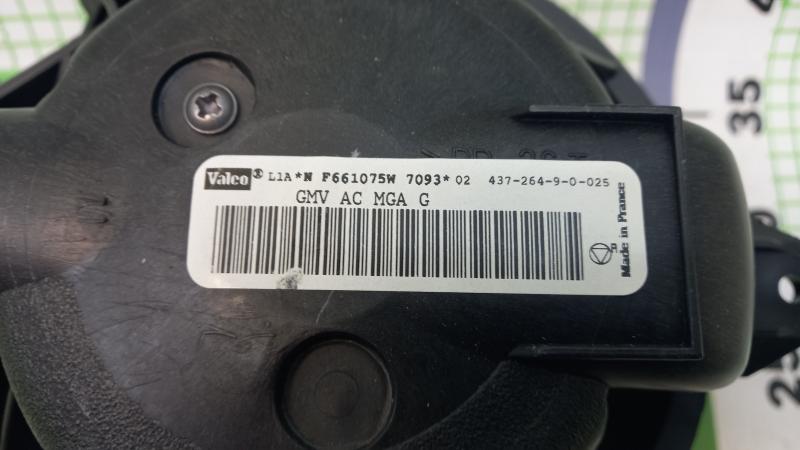 Valeo® L1A*N F661075W 7093* 02 437-264-9-0-025
GMV AC MGA G
Made in France
P
35